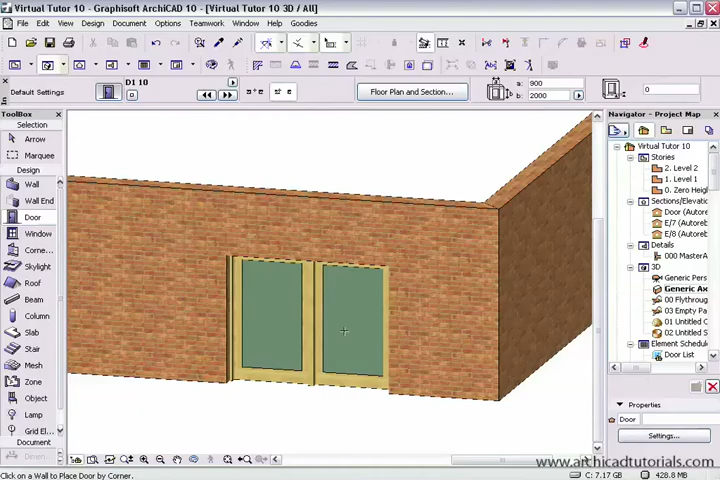 Virtual Tutor 10 - Graphisoft ArchiCAD 10 - [Virtual Tutor 10 3D / All]
File Edit View Design Document Options Teamwork Window Help Goodies
Default Settings
D1 10
Floor Plan and Section...
a: 900
b: 2000
0
ToolBox
Selection
Arrow
Marquee
Design
Wall
Wall End
Door
Window
Corne...
Skylight
Roof
Beam
Column
Slab
Stair
Mesh
Zone
Object
Lamp
Grid El...
Document
Dimen...
Navigator - Project Map
Virtual Tutor 10
Stories
2. Level 2
1. Level 1
0. Zero Heig
Sections/Elevatio
Door (Autoreb
E/7 (Autoreb
E/8 (Autoreb
Details
000 MasterA
3D
Generic Pers
Generic Axo
00 Flythroug
03 Empty Pa
01 Untitled C
02 Untitled C
Element Schedule
Door List
Properties
Door
Settings...
www.archicadtutorials.com
Click on a Wall to Place Door by Corner.
C: 7.17 GB
428.8 MB